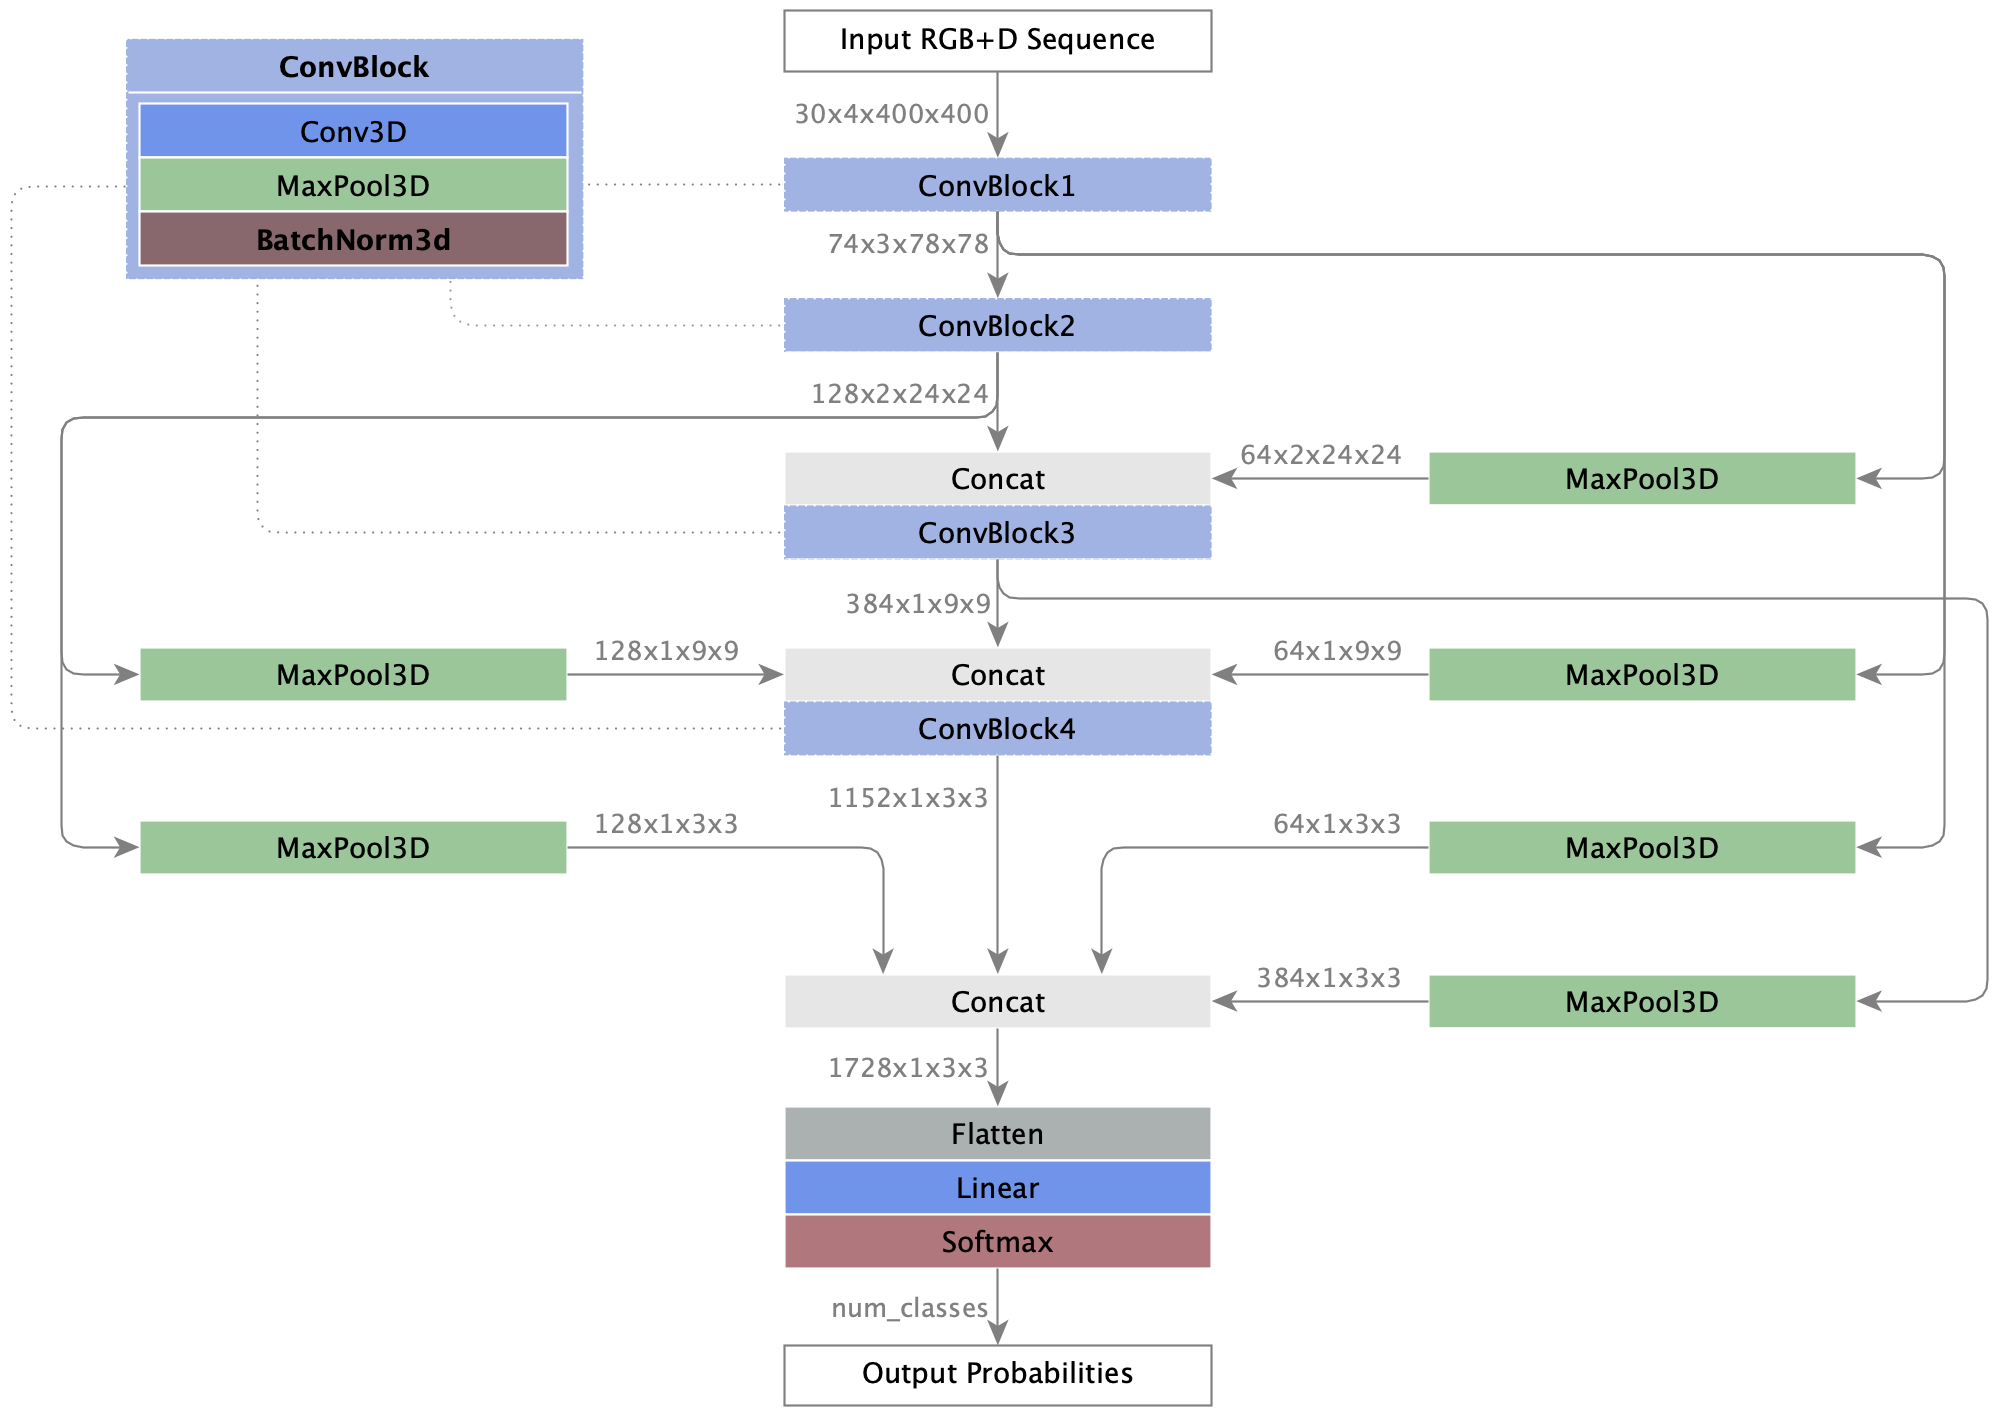 Input RGB+D Sequence
ConvBlock
Conv3D
MaxPool3D
BatchNorm3d
30x4x400x400
ConvBlock1
74x3x78x78
ConvBlock2
128x2x24x24
Concat
64x2x24x24
MaxPool3D
ConvBlock3
384x1x9x9
MaxPool3D
128x1x9x9
Concat
64x1x9x9
MaxPool3D
ConvBlock4
1152x1x3x3
MaxPool3D
128x1x3x3
64x1x3x3
MaxPool3D
Concat
384x1x3x3
MaxPool3D
1728x1x3x3
Flatten
Linear
Softmax
num_classes
Output Probabilities